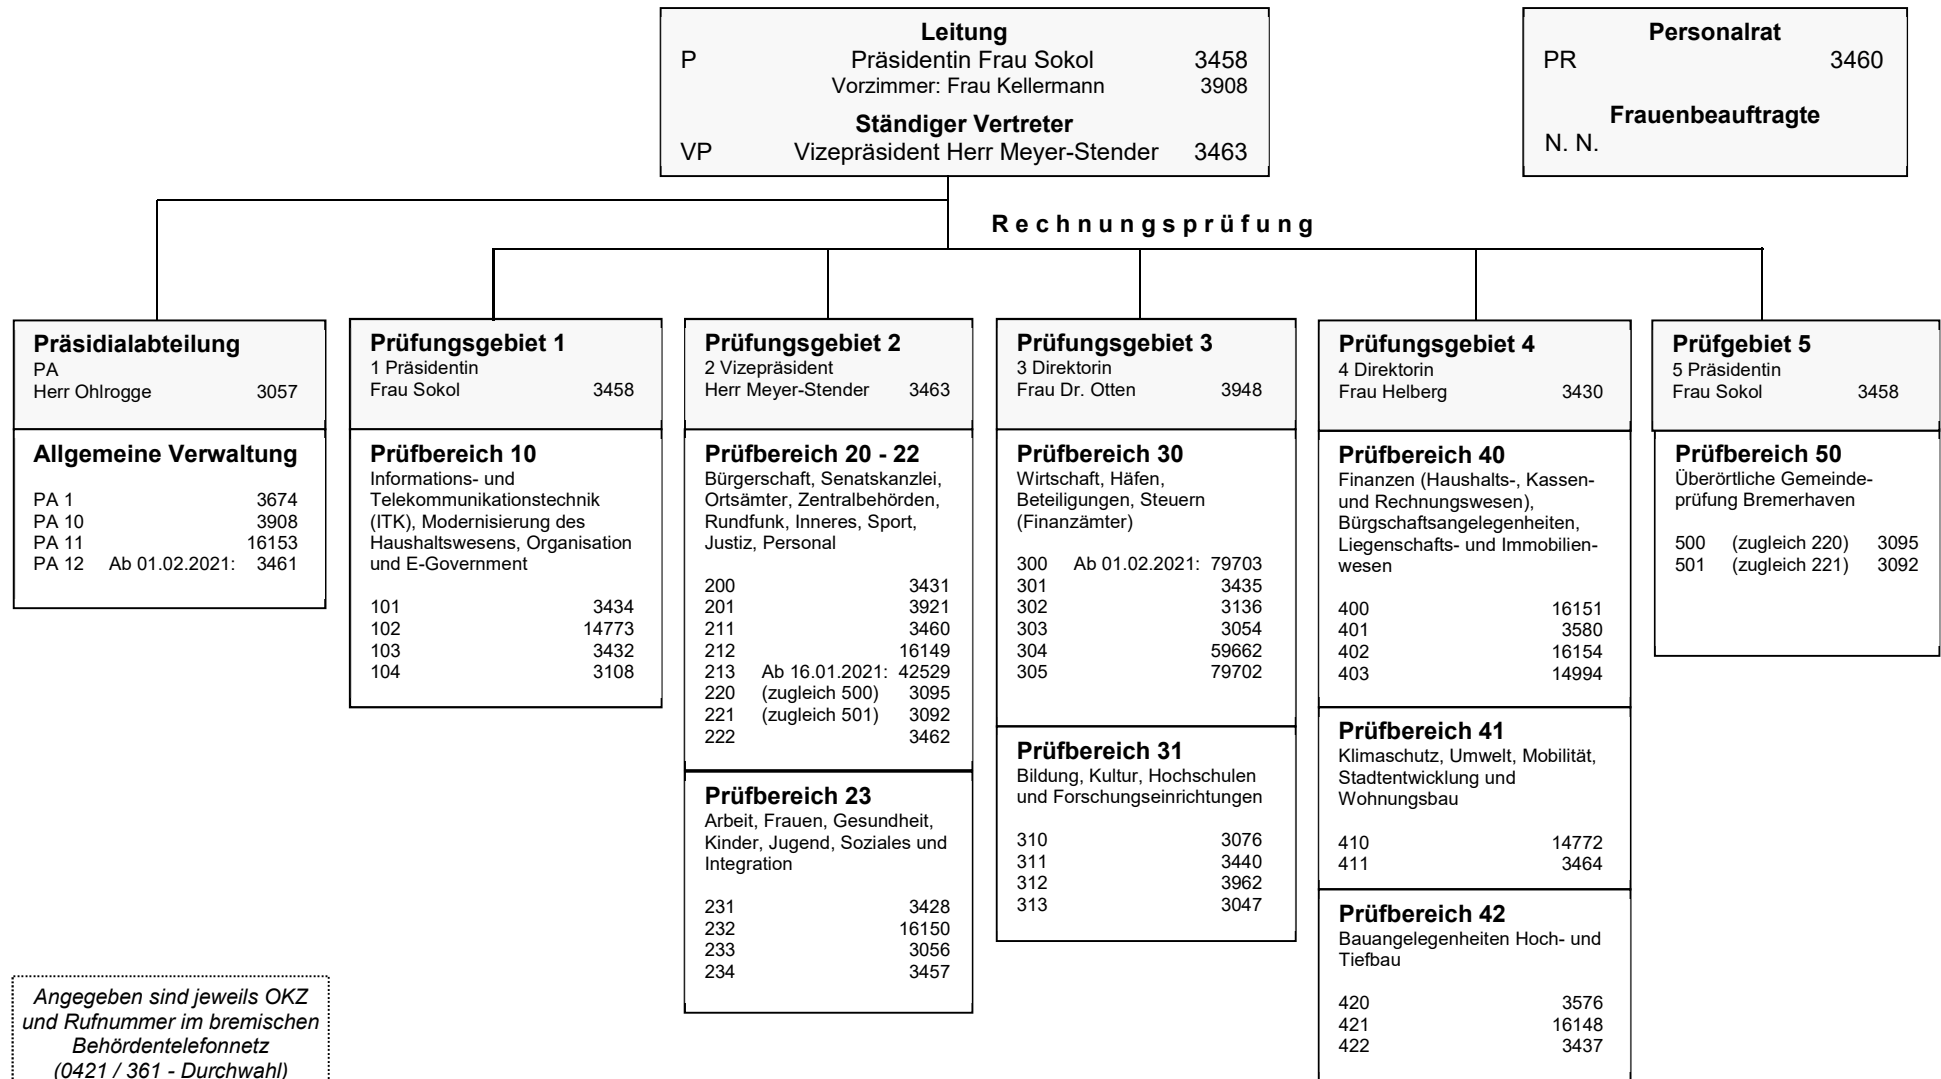 Leitung
P Präsidentin Frau Sokol 3458
Vorzimmer: Frau Kellermann 3908
Ständiger Vertreter
VP Vizepräsident Herr Meyer-Stender 3463
Personalrat
PR 3460
Frauenbeauftragte
N. N.
Rechnungsprüfung
Präsidialabteilung
PA
Herr Ohlrogge 3057
Allgemeine Verwaltung
PA 1 3674
PA 10 3908
PA 11 16153
PA 12 Ab 01.02.2021: 3461
Prüfungsgebiet 1
1 Präsidentin
Frau Sokol 3458
Prüfbereich 10
Informations- und
Telekommunikationstechnik
(ITK), Modernisierung des
Haushaltswesens, Organisation
und E-Government
101 3434
102 14773
103 3432
104 3108
Prüfungsgebiet 2
2 Vizepräsident
Herr Meyer-Stender 3463
Prüfbereich 20 - 22
Bürgerschaft, Senatskanzlei,
Ortsämter, Zentralbehörden,
Rundfunk, Inneres, Sport,
Justiz, Personal
200 3431
201 3921
211 3460
212 16149
213 Ab 16.01.2021: 42529
220 (zugleich 500) 3095
221 (zugleich 501) 3092
222 3462
Prüfbereich 23
Arbeit, Frauen, Gesundheit,
Kinder, Jugend, Soziales und
Integration
231 3428
232 16150
233 3056
234 3457
Prüfungsgebiet 3
3 Direktorin
Frau Dr. Otten 3948
Prüfbereich 30
Wirtschaft, Häfen,
Beteiligungen, Steuern
(Finanzämter)
300 Ab 01.02.2021: 79703
301 3435
302 3136
303 3054
304 59662
305 79702
Prüfbereich 31
Bildung, Kultur, Hochschulen
und Forschungseinrichtungen
310 3076
311 3440
312 3962
313 3047
Prüfungsgebiet 4
4 Direktorin
Frau Helberg 3430
Prüfbereich 40
Finanzen (Haushalts-, Kassen-
und Rechnungswesen),
Bürgschaftsangelegenheiten,
Liegenschafts- und Immobilien-
wesen
400 16151
401 3580
402 16154
403 14994
Prüfbereich 41
Klimaschutz, Umwelt, Mobilität,
Stadtentwicklung und
Wohnungsbau
410 14772
411 3464
Prüfbereich 42
Bauangelegenheiten Hoch- und
Tiefbau
420 3576
421 16148
422 3437
Prüfgebiet 5
5 Präsidentin
Frau Sokol 3458
Prüfbereich 50
Überörtliche Gemeinde-
prüfung Bremerhaven
500 (zugleich 220) 3095
501 (zugleich 221) 3092
Angegeben sind jeweils OKZ
und Rufnummer im bremischen
Behördentelefonnetz
(0421 / 361 - Durchwahl)